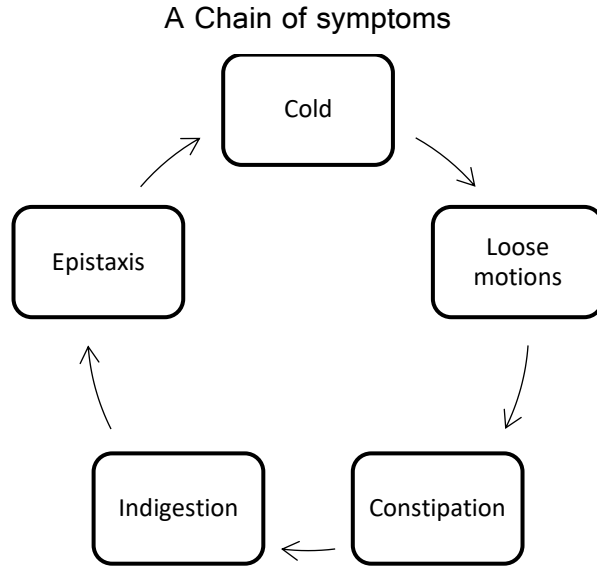 A Chain of symptoms
Cold
Loose
motions
Constipation
Indigestion
Epistaxis